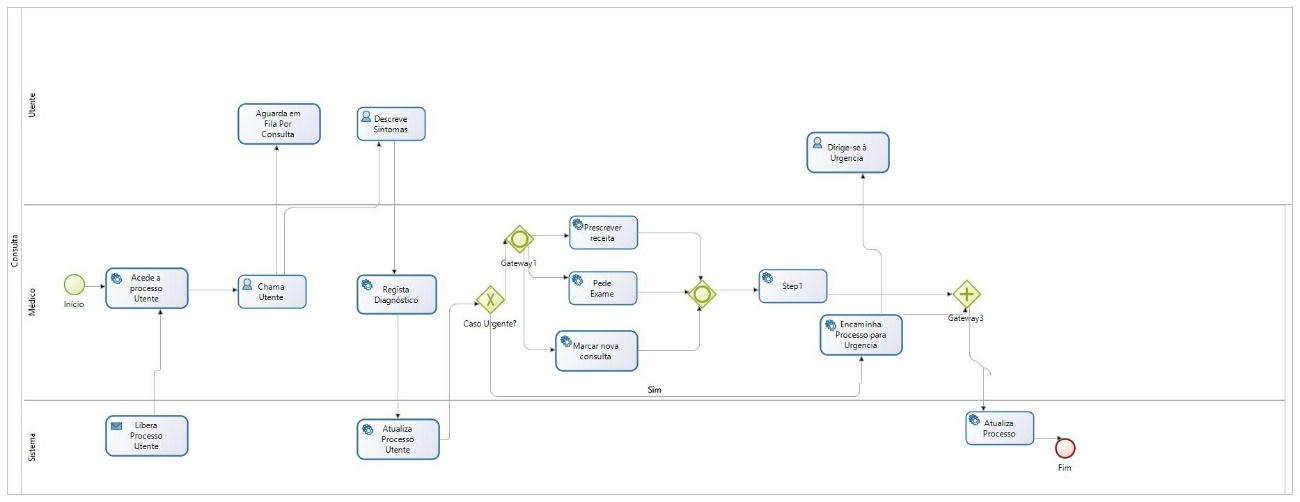 Consulta
Utente
Aguarda em
Fila Por
Consulta
Descreve
Sintomas
Dirige-se à
Urgencia
Médico
Início
Acede a
processo
Utente
Chama
Utente
Regista
Diagnóstico
Caso Urgente?
Gateway1
Prescrever
receita
Pede
Exame
Marcar nova
consulta
Step1
Encaminha
Processo para
Urgencia
Gateway3
Sim
Sistema
Libera
Processo
Utente
Atualiza
Processo
Utente
Atualiza
Processo
Fim